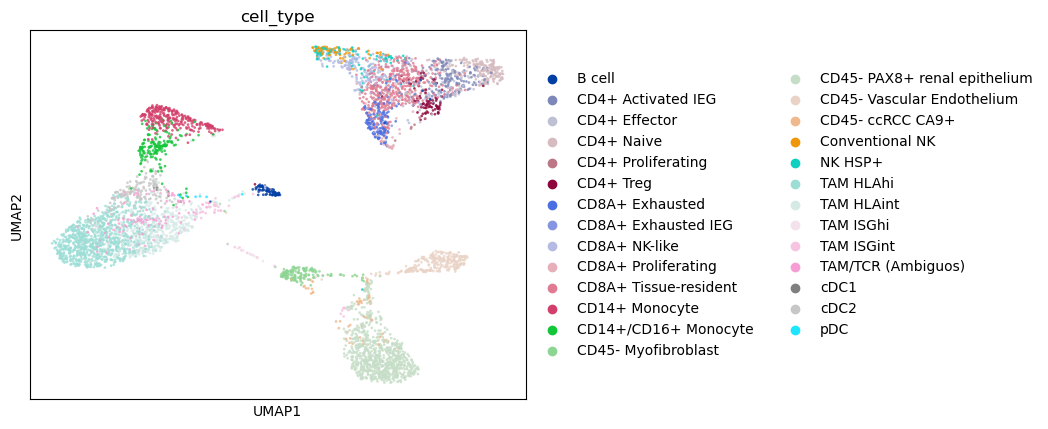 cell_type
UMAP2
UMAP1
B cell
CD4+ Activated IEG
CD4+ Effector
CD4+ Naive
CD4+ Proliferating
CD4+ Treg
CD8A+ Exhausted
CD8A+ Exhausted IEG
CD8A+ NK-like
CD8A+ Proliferating
CD8A+ Tissue-resident
CD14+ Monocyte
CD14+/CD16+ Monocyte
CD45- Myofibroblast
CD45- PAX8+ renal epithelium
CD45- Vascular Endothelium
CD45- ccRCC CA9+
Conventional NK
NK HSP+
TAM HLAhi
TAM HLAint
TAM ISGhi
TAM ISGint
TAM/TCR (Ambiguos)
cDC1
cDC2
pDC